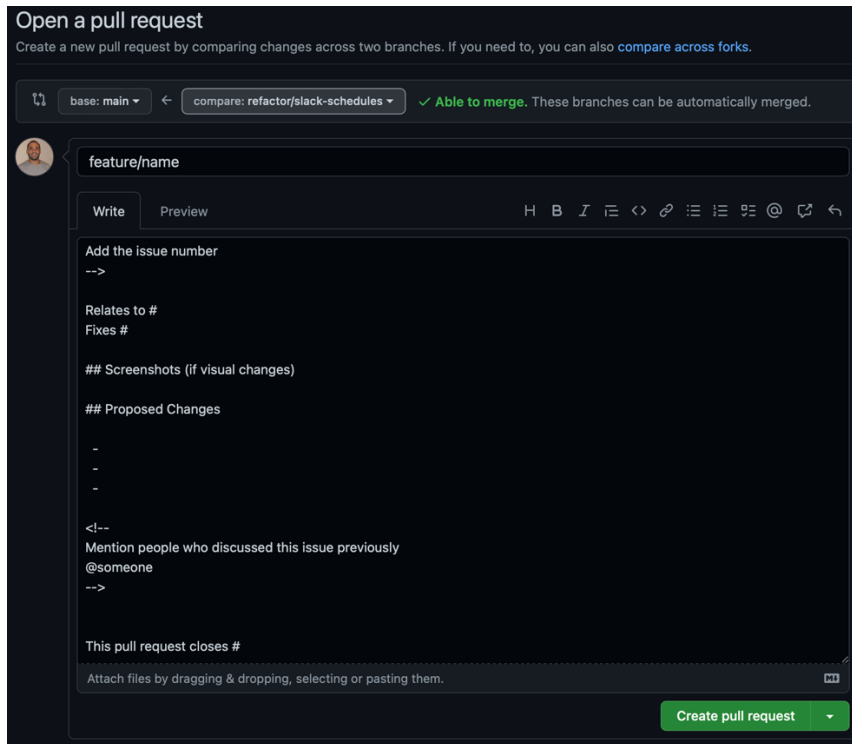 Open a pull request
Create a new pull request by comparing changes across two branches. If you need to, you can also compare across forks.
base: main
compare: refactor/slack-schedules
Able to merge. These branches can be automatically merged.
feature/name
Write Preview
Add the issue number
-->
Relates to #
Fixes #
## Screenshots (if visual changes)
## Proposed Changes
-
-
-
<!--
Mention people who discussed this issue previously
@someone
-->
This pull request closes #
Attach files by dragging & dropping, selecting or pasting them.
Create pull request